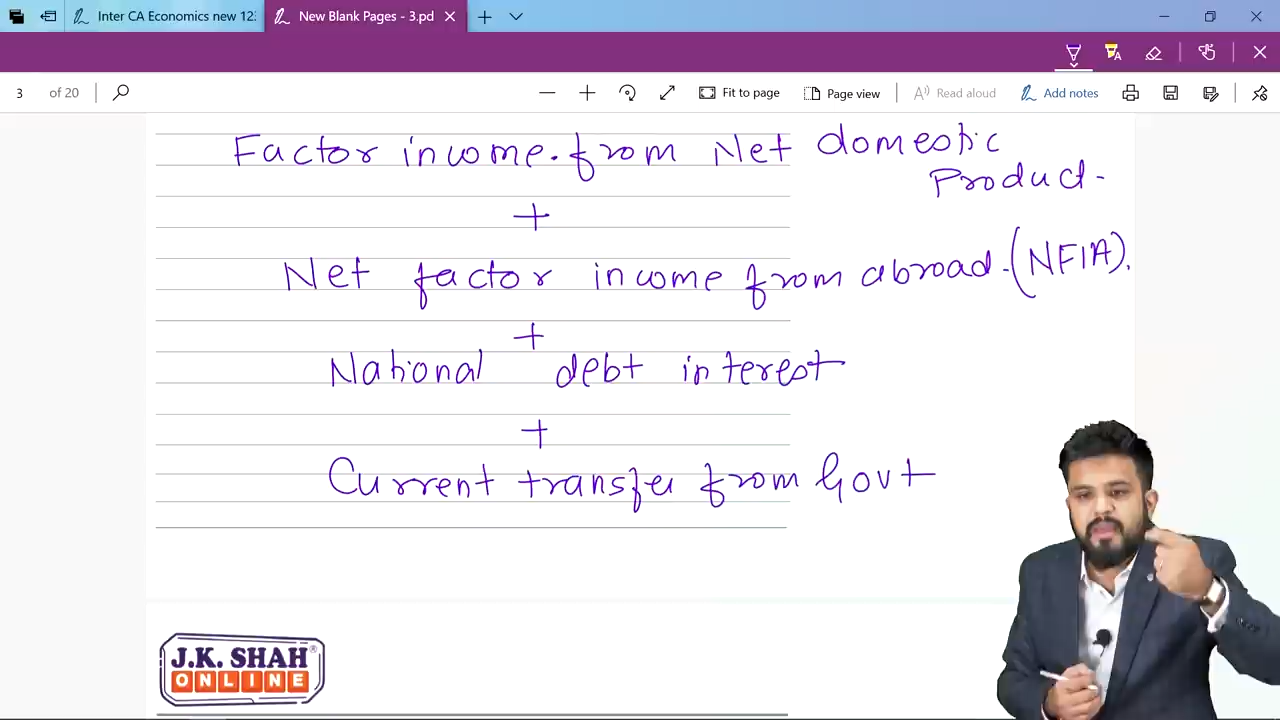 Inter CA Economics new 12
New Blank Pages - 3.pd
3 of 20
Fit to page
Page view
Read aloud
Add notes
Factor income. from Net domestic
Product -
+
Net factor income from abroad. (NFIA).
+
National debt interest
+
Current transfer from Govt
J.K. SHAH®
ONLINE